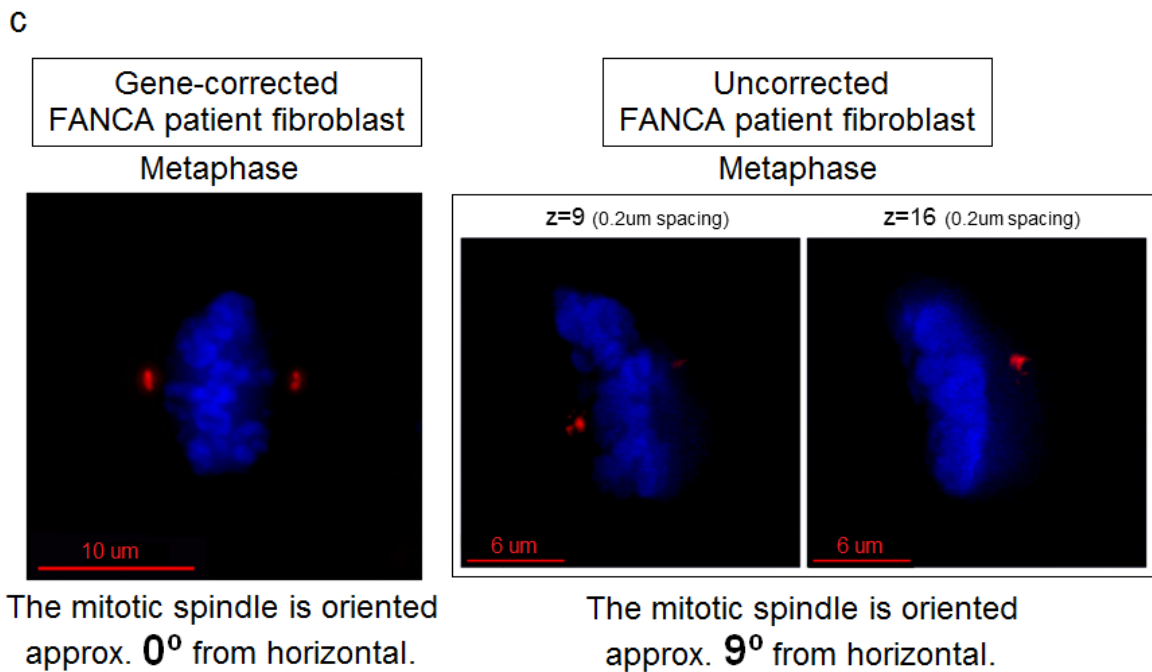 c
Gene-corrected
FANCA patient fibroblast
Metaphase
10 um
The mitotic spindle is oriented
approx. 0º from horizontal.
Uncorrected
FANCA patient fibroblast
Metaphase
z=9 (0.2um spacing)
z=16 (0.2um spacing)
6 um
6 um
The mitotic spindle is oriented
approx. 9º from horizontal.